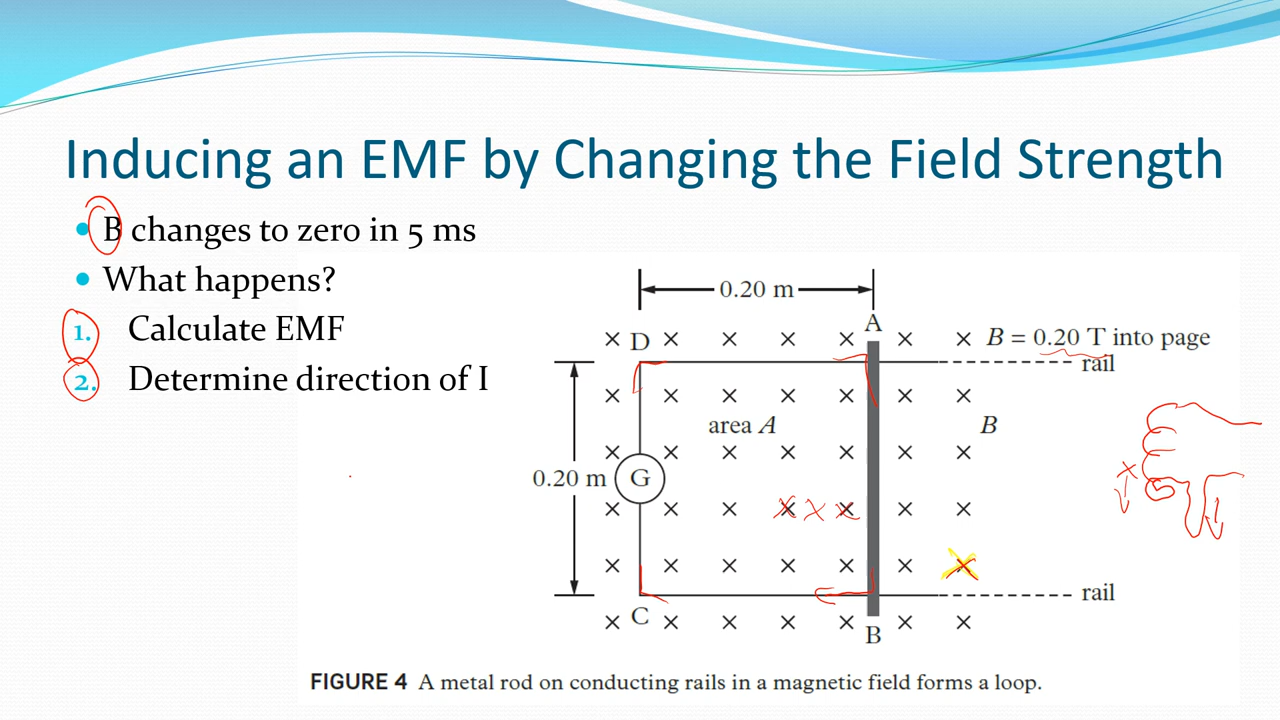 Inducing an EMF by Changing the Field Strength
• B changes to zero in 5 ms
• What happens?
1. Calculate EMF
2. Determine direction of I
0.20 m
A
× D × × × × × × B = 0.20 T into page
rail
× × × × × × ×
area A B
× × × × × × ×
0.20 m G
× × × × × × ×
× × × × × × ×
rail
× C × × × × × ×
B
FIGURE 4 A metal rod on conducting rails in a magnetic field forms a loop.